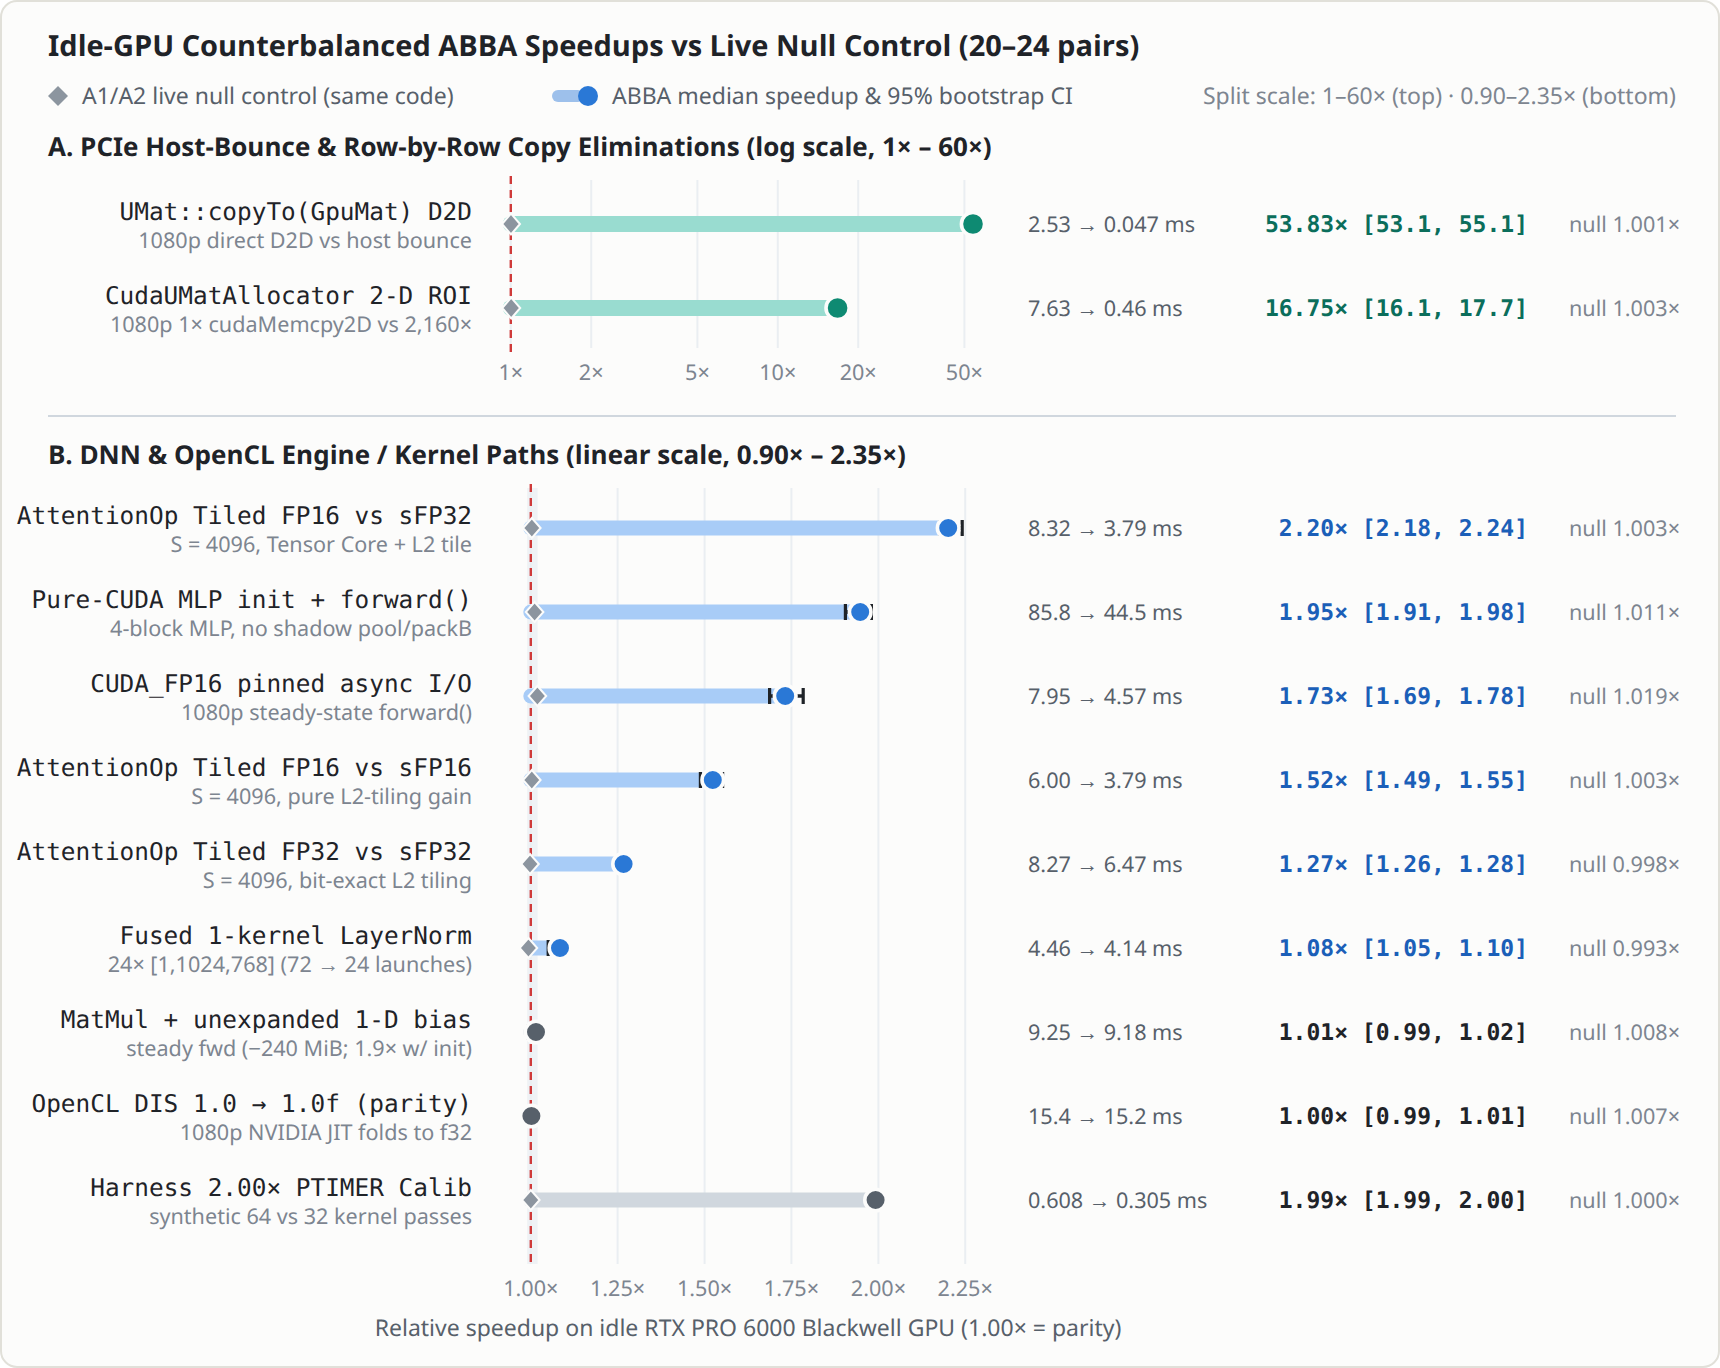 Idle-GPU Counterbalanced ABBA Speedups vs Live Null Control (20–24 pairs)
A1/A2 live null control (same code) ABBA median speedup & 95% bootstrap CI Split scale: 1–60× (top) · 0.90–2.35× (bottom)
A. PCIe Host-Bounce & Row-by-Row Copy Eliminations (log scale, 1× – 60×)
UMat::copyTo(GpuMat) D2D
1080p direct D2D vs host bounce
2.53 → 0.047 ms 53.83× [53.1, 55.1] null 1.001×
CudaUMatAllocator 2-D ROI
1080p 1× cudaMemcpy2D vs 2,160×
7.63 → 0.46 ms 16.75× [16.1, 17.7] null 1.003×
1× 2× 5× 10× 20× 50×
B. DNN & OpenCL Engine / Kernel Paths (linear scale, 0.90× – 2.35×)
AttentionOp Tiled FP16 vs sFP32
S = 4096, Tensor Core + L2 tile
8.32 → 3.79 ms 2.20× [2.18, 2.24] null 1.003×
Pure-CUDA MLP init + forward()
4-block MLP, no shadow pool/packB
85.8 → 44.5 ms 1.95× [1.91, 1.98] null 1.011×
CUDA_FP16 pinned async I/O
1080p steady-state forward()
7.95 → 4.57 ms 1.73× [1.69, 1.78] null 1.019×
AttentionOp Tiled FP16 vs sFP16
S = 4096, pure L2-tiling gain
6.00 → 3.79 ms 1.52× [1.49, 1.55] null 1.003×
AttentionOp Tiled FP32 vs sFP32
S = 4096, bit-exact L2 tiling
8.27 → 6.47 ms 1.27× [1.26, 1.28] null 0.998×
Fused 1-kernel LayerNorm
24× [1,1024,768] (72 → 24 launches)
4.46 → 4.14 ms 1.08× [1.05, 1.10] null 0.993×
MatMul + unexpanded 1-D bias
steady fwd (−240 MiB; 1.9× w/ init)
9.25 → 9.18 ms 1.01× [0.99, 1.02] null 1.008×
OpenCL DIS 1.0 → 1.0f (parity)
1080p NVIDIA JIT folds to f32
15.4 → 15.2 ms 1.00× [0.99, 1.01] null 1.007×
Harness 2.00× PTIMER Calib
synthetic 64 vs 32 kernel passes
0.608 → 0.305 ms 1.99× [1.99, 2.00] null 1.000×
1.00× 1.25× 1.50× 1.75× 2.00× 2.25×
Relative speedup on idle RTX PRO 6000 Blackwell GPU (1.00× = parity)